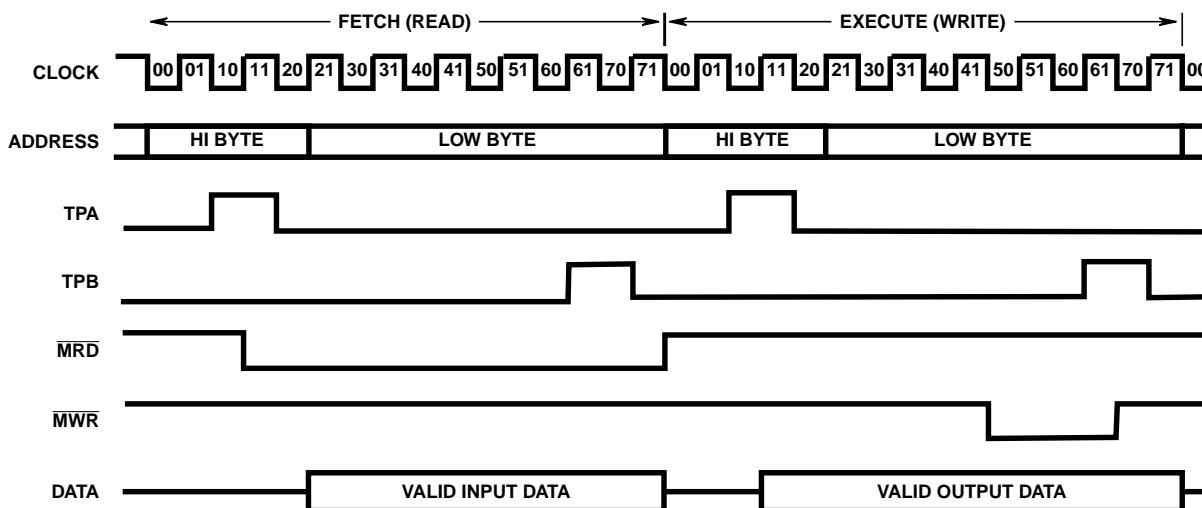 FETCH (READ) EXECUTE (WRITE)
CLOCK 00 01 10 11 20 21 30 31 40 41 50 51 60 61 70 71 00 01 10 11 20 21 30 31 40 41 50 51 60 61 70 71 00
ADDRESS HI BYTE LOW BYTE HI BYTE LOW BYTE
TPA
TPB
MRD
MWR
DATA VALID INPUT DATA VALID OUTPUT DATA